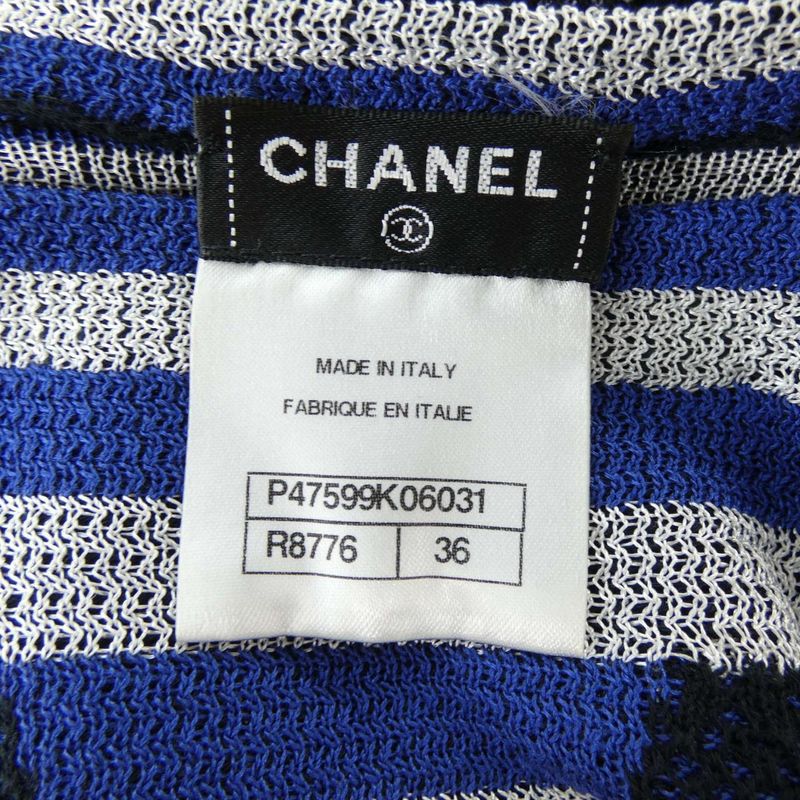 CHANEL
MADE IN ITALY
FABRIQUE EN ITALIE
P47599K06031
R8776 36